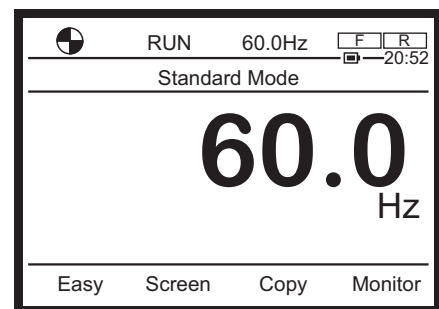 RUN 60.0Hz F R
20:52
Standard Mode
60.0
Hz
Easy Screen Copy Monitor